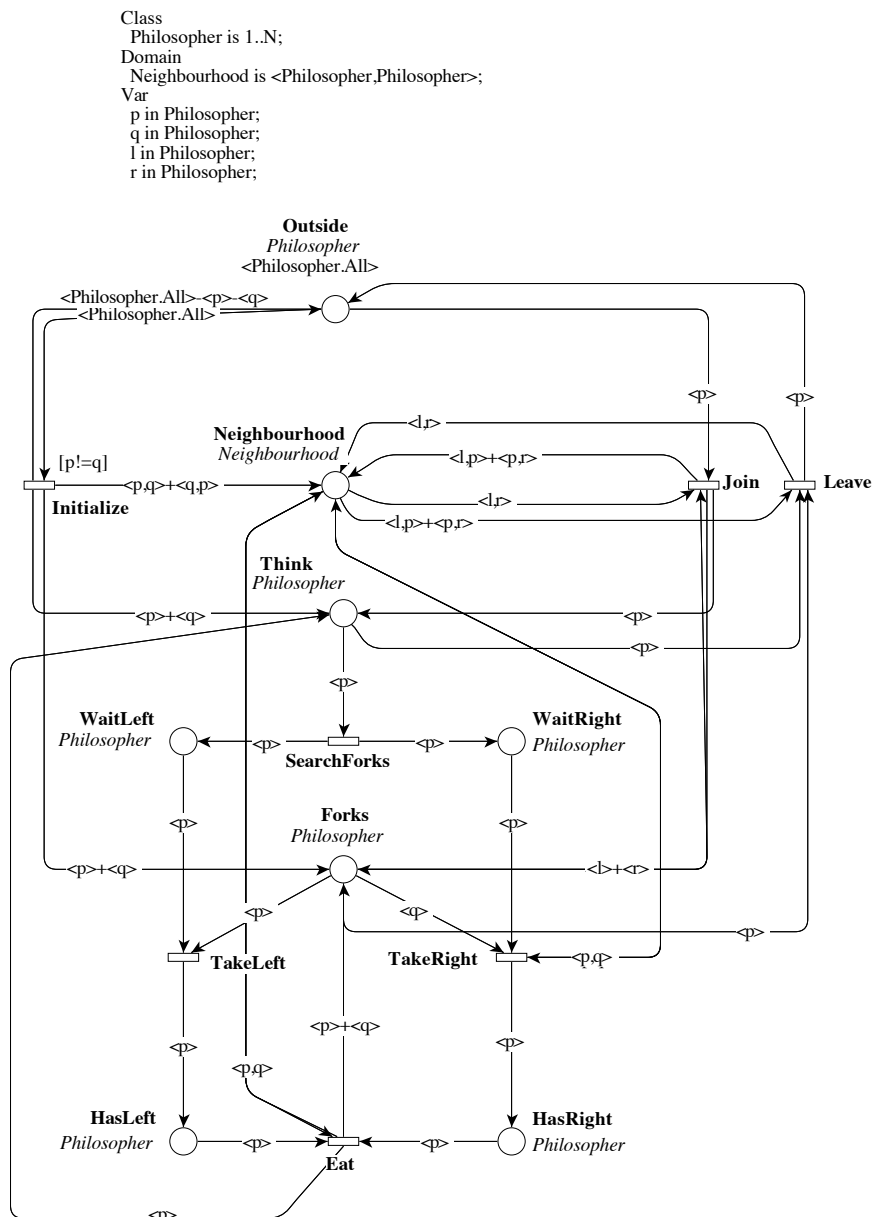 Class
Philosopher is 1..N;
Domain
Neighbourhood is <Philosopher,Philosopher>;
Var
p in Philosopher;
q in Philosopher;
l in Philosopher;
r in Philosopher;
Outside
Philosopher
<Philosopher.All>
<Philosopher.All>-<p>-<q>
<Philosopher.All>
<p>
<p>
<l,r>
Neighbourhood
Neighbourhood
<l,p>+<p,r>
[p!=q]
<p,q>+<q,p>
Join
Leave
<l,r>
Initialize
<l,p>+<p,r>
Think
Philosopher
<p>+<q>
<p>
<p>
<p>
WaitLeft
Philosopher
WaitRight
Philosopher
<p>
<p>
SearchForks
<p>
<p>
Forks
Philosopher
<p>+<q>
<l>+<r>
<p>
<q>
<p>
TakeLeft
TakeRight
<p,q>
<p>+<q>
<p>
<p>
<p,q>
HasLeft
Philosopher
HasRight
Philosopher
<p>
<p>
Eat
<p>